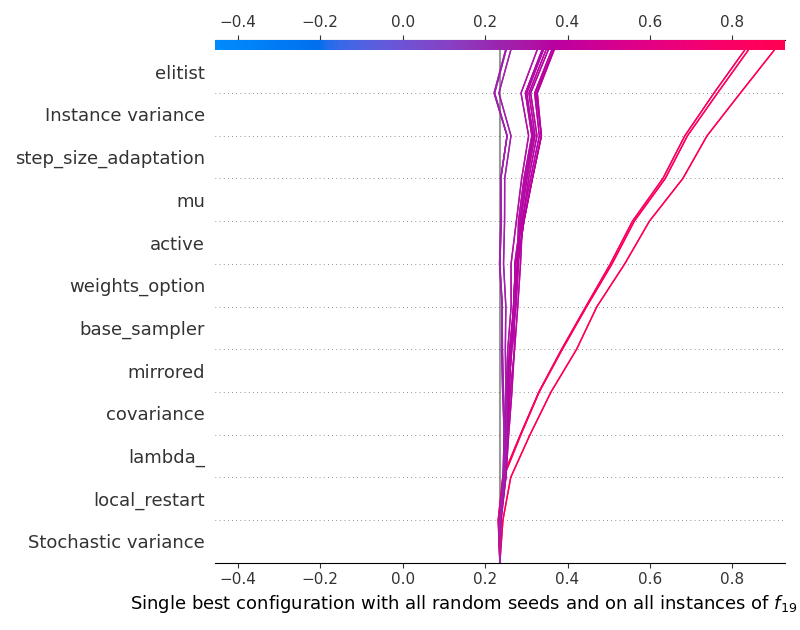 −0.4 −0.2 0.0 0.2 0.4 0.6 0.8
elitist
Instance variance
step_size_adaptation
mu
active
weights_option
base_sampler
mirrored
covariance
lambda_
local_restart
Stochastic variance
−0.4 −0.2 0.0 0.2 0.4 0.6 0.8
Single best configuration with all random seeds and on all instances of f19